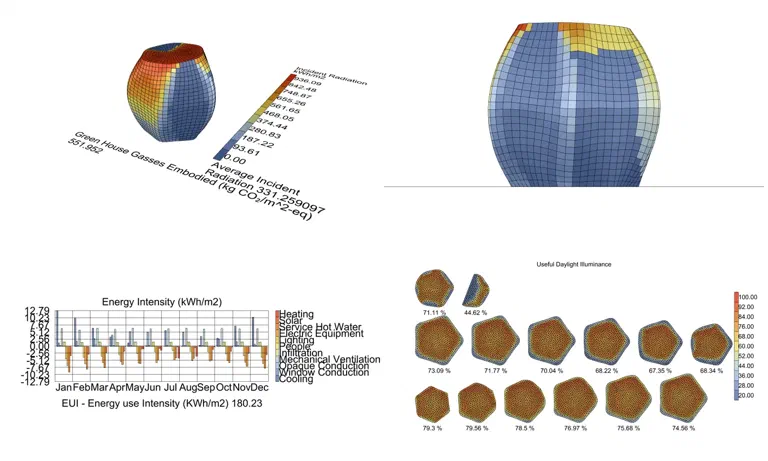 Incident Radiation
kWh/m2
936.09
842.48
748.87
655.26
561.65
468.05
374.44
280.83
187.22
93.61
0.00
Average Incident
Radiation 331.259097
Green House Gasses Embodied (kg CO₂/m^2-eq)
551.952
Energy Intensity (kWh/m2)
12.79
10.23
7.67
5.12
2.56
0.00
-2.56
-5.12
-7.67
-10.23
-12.79
Jan Feb Mar Apr May Jun Jul Aug Sep Oct Nov Dec
EUI - Energy use Intensity (KWh/m2) 180.23
Heating
Solar
Service Hot Water
Electric Equipment
Lighting
People
Infiltration
Mechanical Ventilation
Opaque Conduction
Window Conduction
Cooling
Useful Daylight Illuminance
71.11 % 44.62 %
73.09 % 71.77 % 70.04 % 68.22 % 67.35 % 68.34 %
79.3 % 79.56 % 78.5 % 76.97 % 75.68 % 74.56 %
100.00
92.00
84.00
76.00
68.00
60.00
52.00
44.00
36.00
28.00
20.00